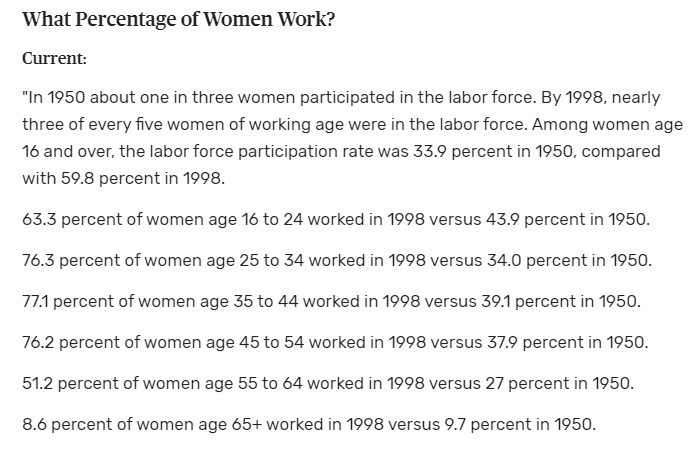 What Percentage of Women Work?
Current:
"In 1950 about one in three women participated in the labor force. By 1998, nearly
three of every five women of working age were in the labor force. Among women age
16 and over, the labor force participation rate was 33.9 percent in 1950, compared
with 59.8 percent in 1998.
63.3 percent of women age 16 to 24 worked in 1998 versus 43.9 percent in 1950.
76.3 percent of women age 25 to 34 worked in 1998 versus 34.0 percent in 1950.
77.1 percent of women age 35 to 44 worked in 1998 versus 39.1 percent in 1950.
76.2 percent of women age 45 to 54 worked in 1998 versus 37.9 percent in 1950.
51.2 percent of women age 55 to 64 worked in 1998 versus 27 percent in 1950.
8.6 percent of women age 65+ worked in 1998 versus 9.7 percent in 1950.